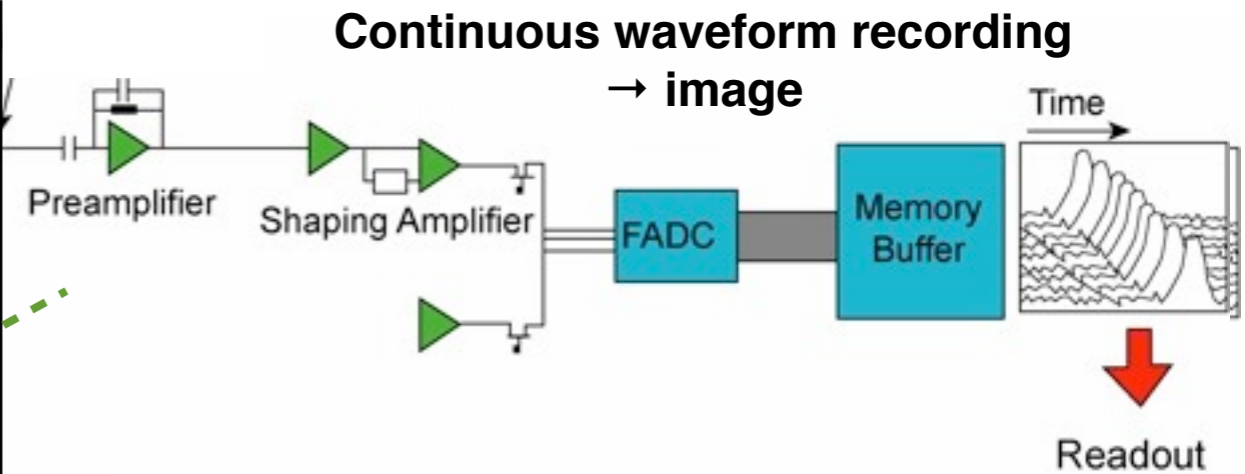 Continuous waveform recording
→ image
Time
Preamplifier
Shaping Amplifier
FADC
Memory
Buffer
Readout